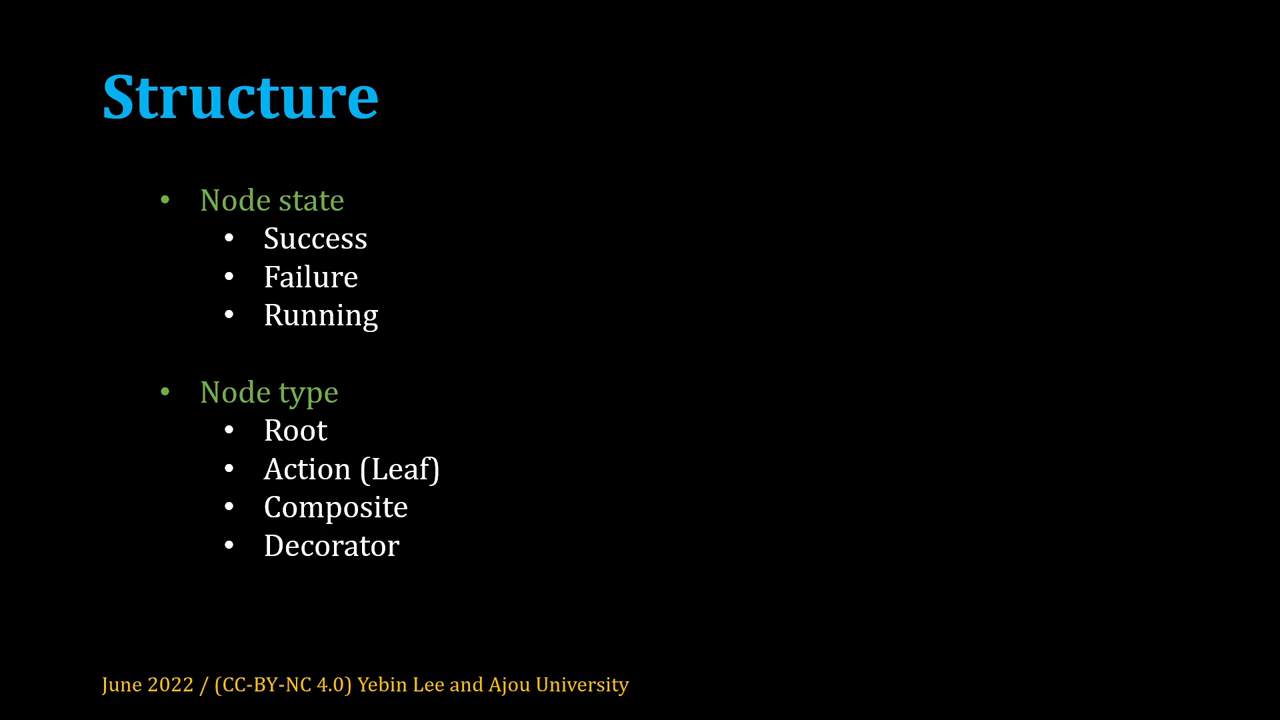 Structure
• Node state
• Success
• Failure
• Running
• Node type
• Root
• Action (Leaf)
• Composite
• Decorator
June 2022 / (CC-BY-NC 4.0) Yebin Lee and Ajou University